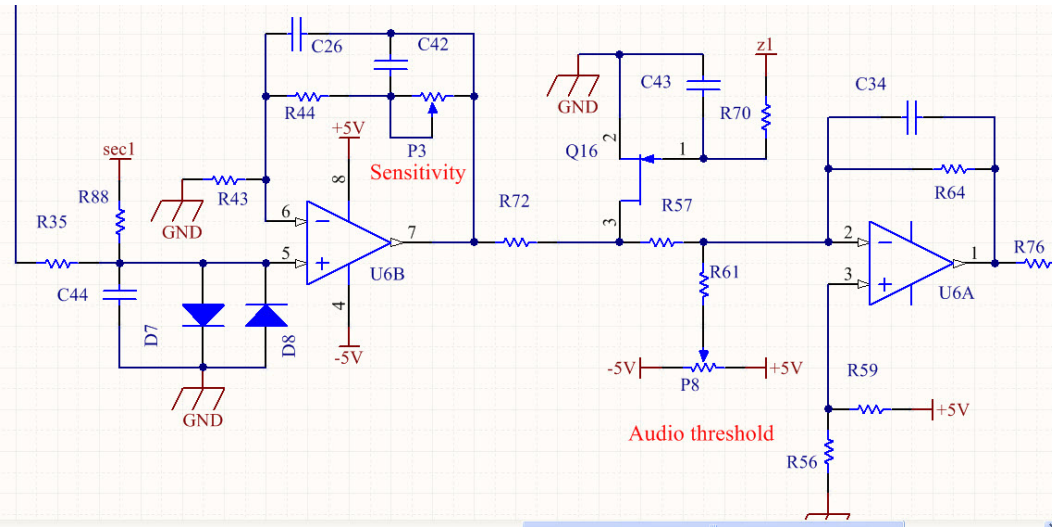 C26
C42
R44
P3
Sensitivity
+5V
8
sec1
R88
R43
GND
R35
6
5
7
U6B
4
-5V
C44
D7
D8
GND
R72
GND
C43
z1
R70
Q16
2
1
3
R57
R61
-5V
+5V
P8
Audio threshold
C34
R64
2
3
1
U6A
R76
R59
+5V
R56